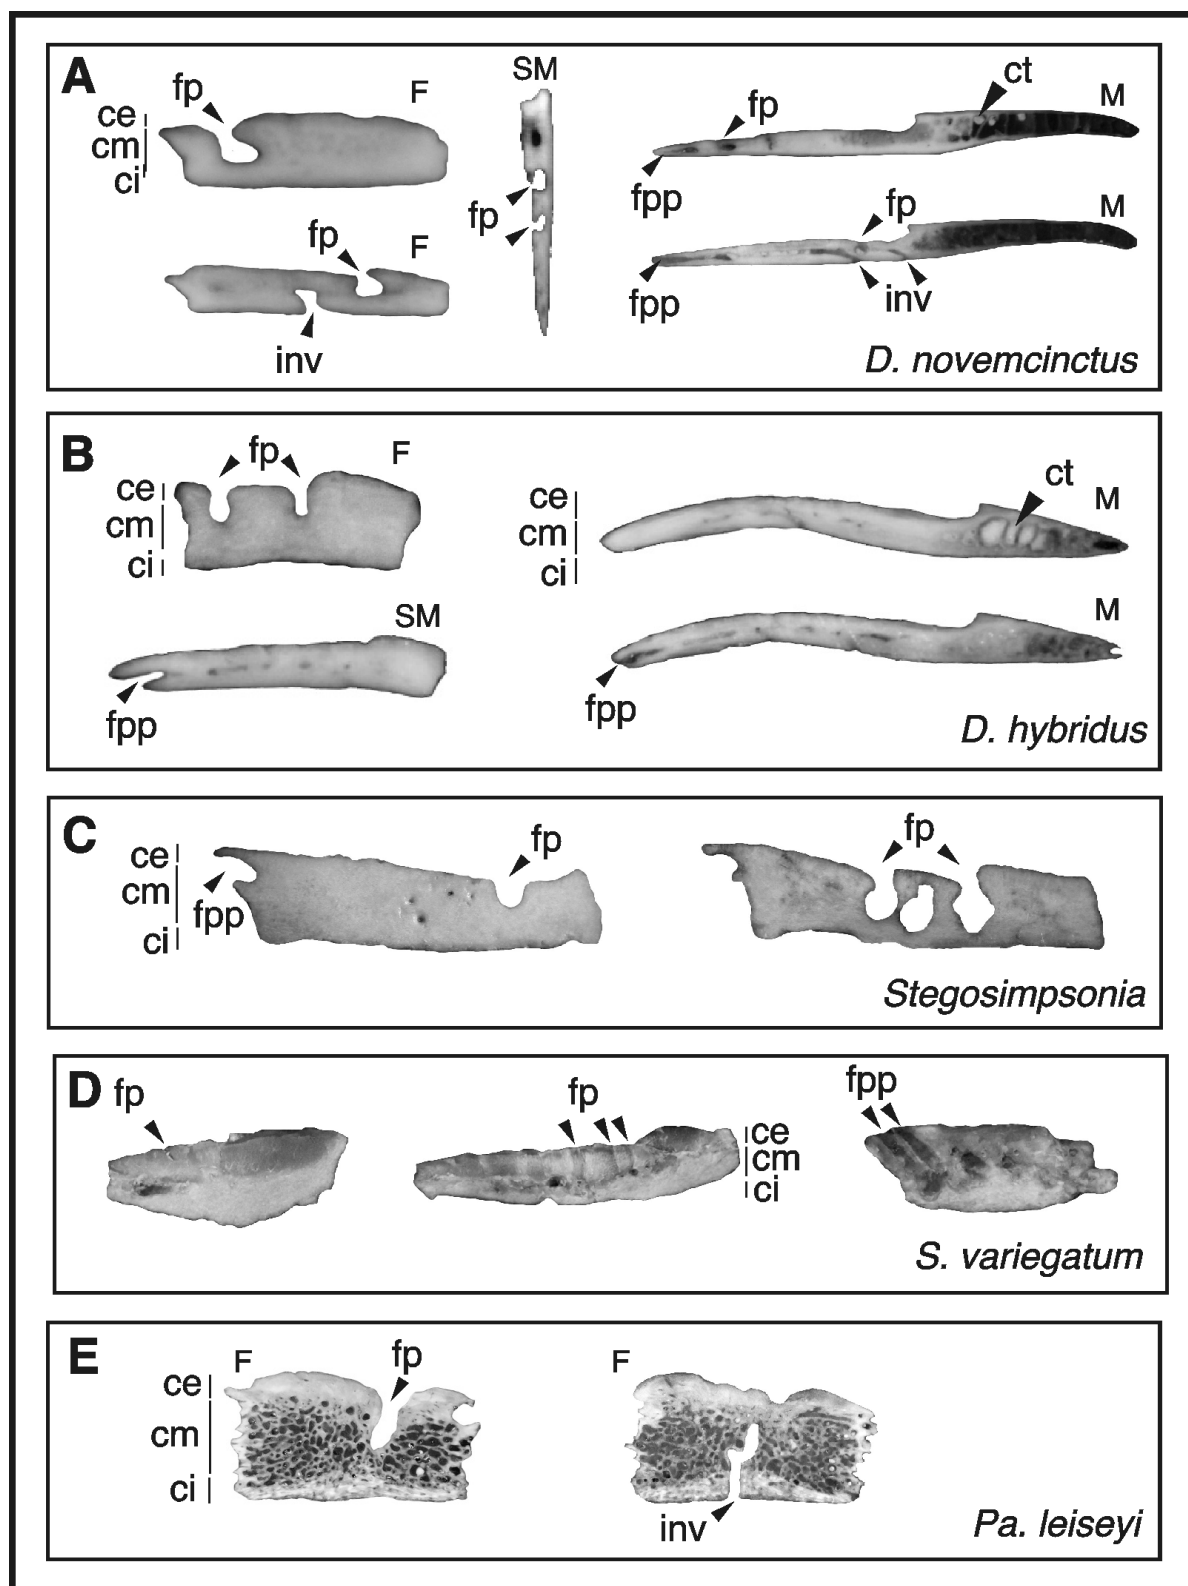 A
fp
F
SM
ct
M
ce
cm
ci
fp
fpp
fp
fp
F
fp
M
inv
fpp
inv
D. novemcinctus
B
fp
F
ce
cm
ci
ce
cm
ci
ct
M
SM
M
fpp
fpp
D. hybridus
C
ce
cm
ci
fpp
fp
fp
Stegosimpsonia
D
fp
fp
fpp
ce
cm
ci
S. variegatum
E
F
fp
F
ce
cm
ci
inv
Pa. leiseyi